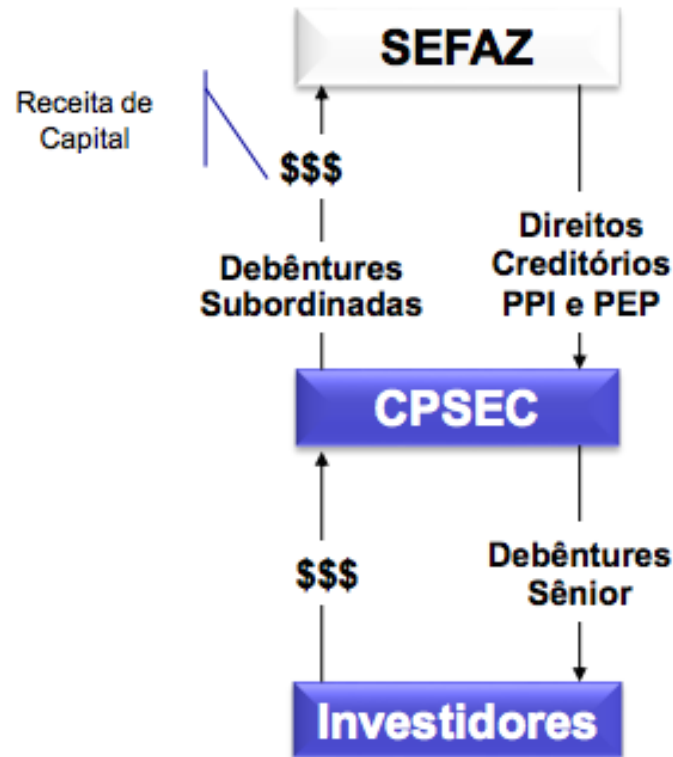 SEFAZ
Receita de
Capital
$$$
Debêntures
Subordinadas
Direitos
Creditórios
PPI e PEP
CPSEC
$$$
Debêntures
Sênior
Investidores